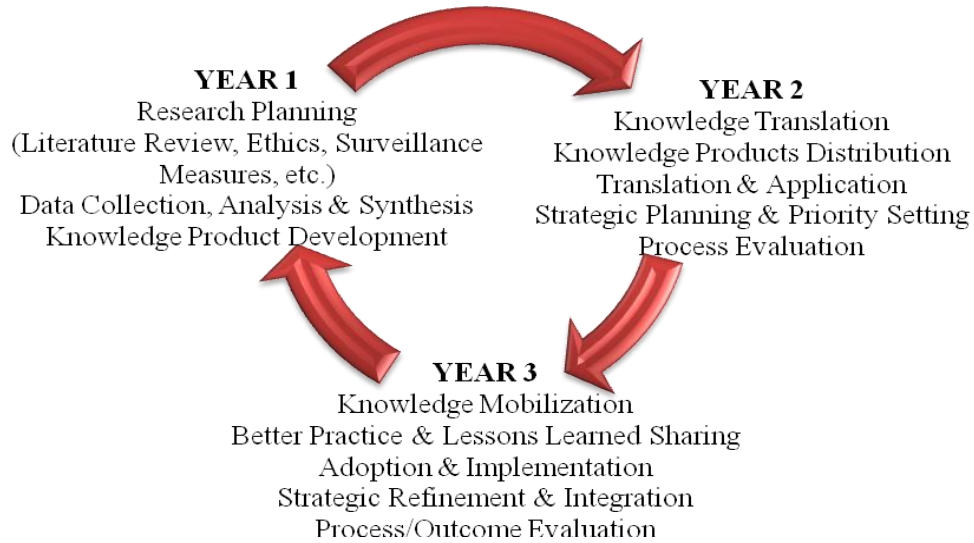 YEAR 1
Research Planning
(Literature Review, Ethics, Surveillance
Measures, etc.)
Data Collection, Analysis & Synthesis
Knowledge Product Development
YEAR 2
Knowledge Translation
Knowledge Products Distribution
Translation & Application
Strategic Planning & Priority Setting
Process Evaluation
YEAR 3
Knowledge Mobilization
Better Practice & Lessons Learned Sharing
Adoption & Implementation
Strategic Refinement & Integration
Process/Outcome Evaluation